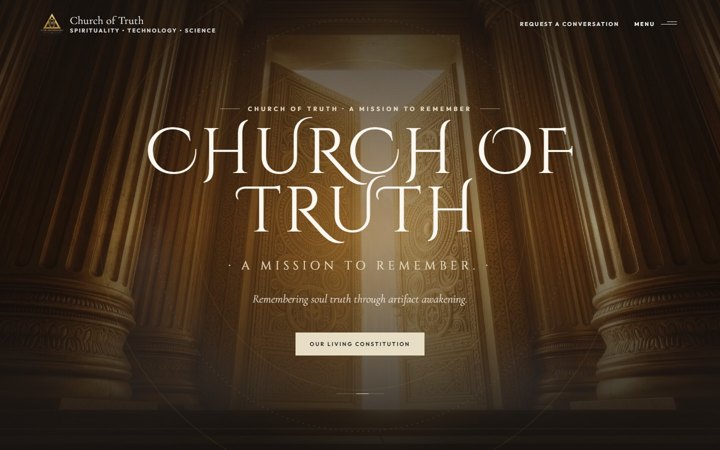 Church of Truth
SPIRITUALITY • TECHNOLOGY • SCIENCE
REQUEST A CONVERSATION
MENU
CHURCH OF TRUTH · A MISSION TO REMEMBER
CHURCH OF
TRUTH
· A MISSION TO REMEMBER. ·
Remembering soul truth through artifact awakening.
OUR LIVING CONSTITUTION